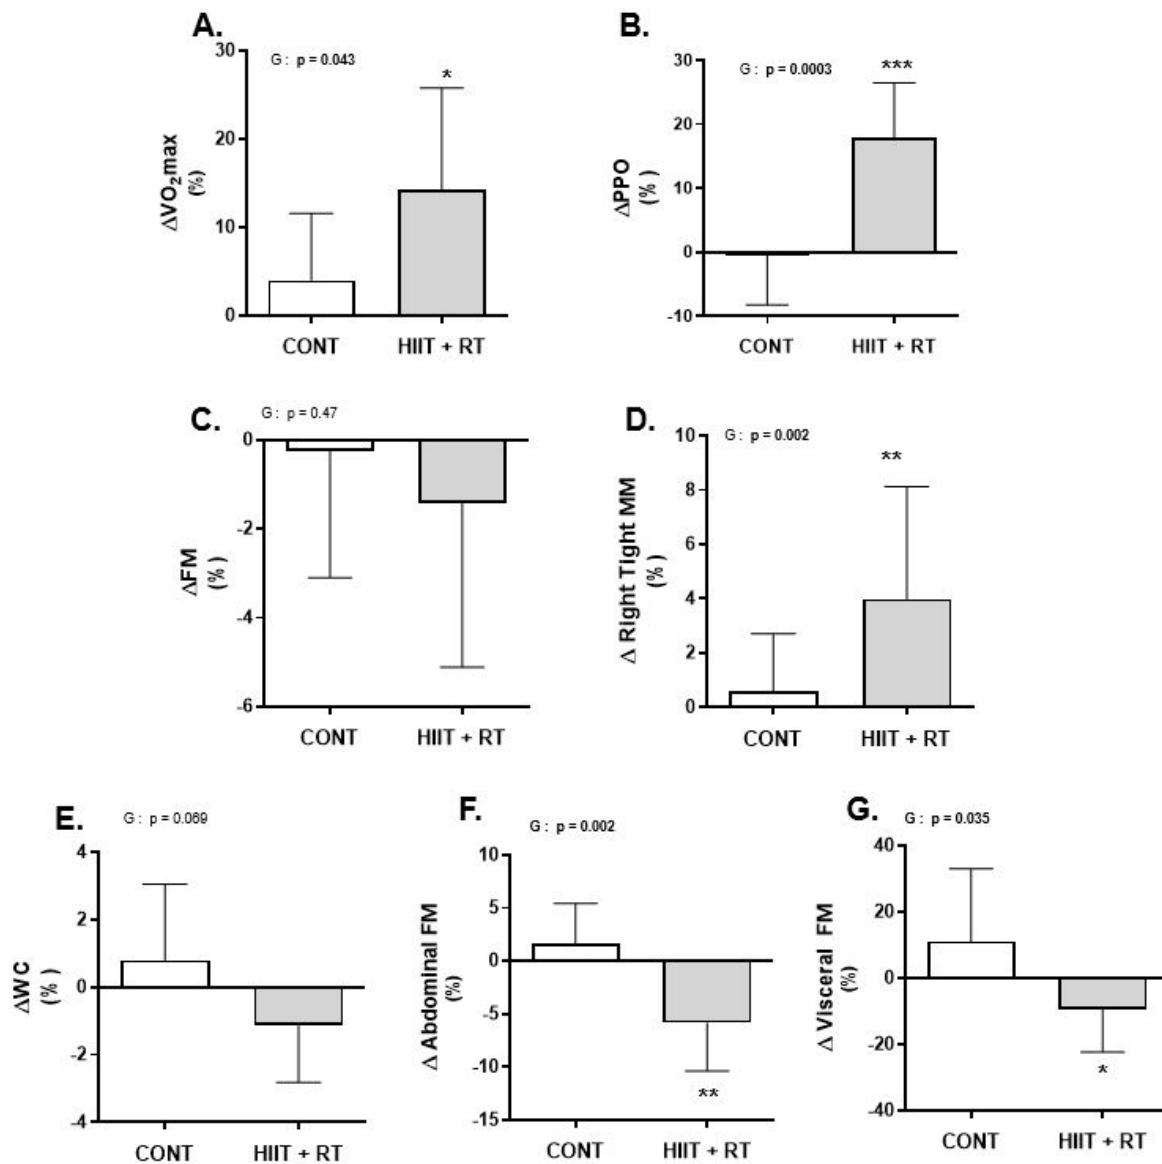 A.
G : p = 0.043
*
30
20
10
0
ΔVO₂max
(%)
CONT
HIIT + RT
B.
G : p = 0.0003
***
30
20
10
0
-10
ΔPPO
(% )
CONT
HIIT + RT
C.
G : p = 0.47
0
-2
-4
-6
ΔFM
(% )
CONT
HIIT + RT
D.
G : p = 0.002
**
10
8
6
4
2
0
Δ Right Tight MM
(% )
CONT
HIIT + RT
E.
G : p = 0.069
4
2
0
-2
-4
ΔWC
(% )
CONT
HIIT + RT
F.
G : p = 0.002
10
5
0
-5
-10
-15
Δ Abdominal FM
(%)
**
CONT
HIIT + RT
G.
G : p = 0.035
40
20
0
-20
-40
Δ Visceral FM
(%)
*
CONT
HIIT + RT